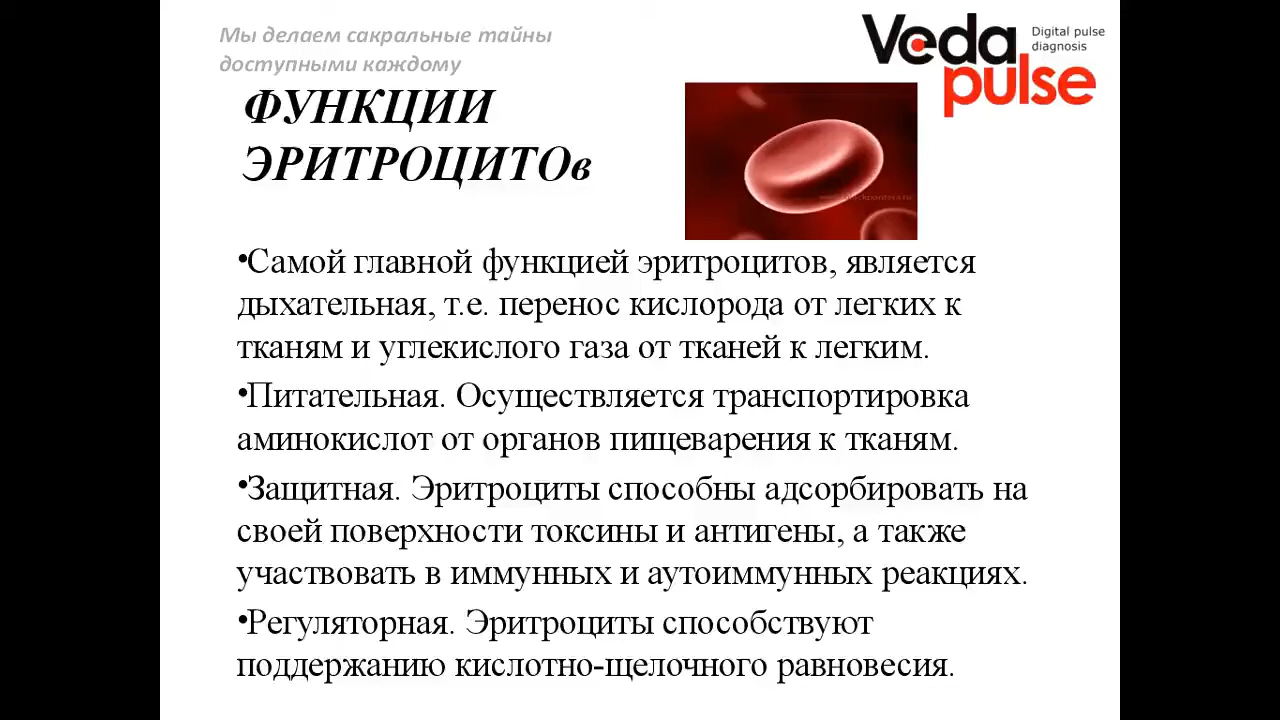 Мы делаем сакральные тайны
доступными каждому
Veda
pulse
Digital pulse
diagnosis
ФУНКЦИИ
ЭРИТРОЦИТОв
•Самой главной функцией эритроцитов, является
дыхательная, т.е. перенос кислорода от легких к
тканям и углекислого газа от тканей к легким.
•Питательная. Осуществляется транспортировка
аминокислот от органов пищеварения к тканям.
•Защитная. Эритроциты способны адсорбировать на
своей поверхности токсины и антигены, а также
участвовать в иммунных и аутоиммунных реакциях.
•Регуляторная. Эритроциты способствуют
поддержанию кислотно-щелочного равновесия.